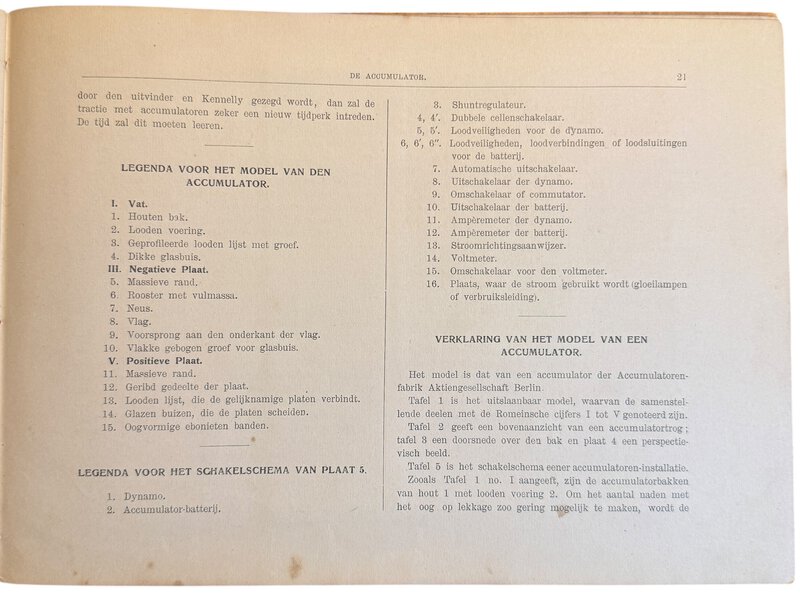 DE ACCUMULATOR.
21
door den uitvinder en Kennelly gezegd wordt, dan zal de
tractie met accumulatoren zeker een nieuw tijdperk intreden.
De tijd zal dit moeten leeren.
LEGENDA VOOR HET MODEL VAN DEN
ACCUMULATOR.
I. Vat.
1. Houten bak.
2. Looden voering.
3. Geprofileerde looden lijst met groef.
4. Dikke glasbuis.
III. Negatieve Plaat.
5. Massieve rand.
6. Rooster met vulmassa.
7. Neus.
8. Vlag.
9. Voorsprong aan den onderkant der vlag.
10. Vlakke gebogen groef voor glasbuis.
V. Positieve Plaat.
11. Massieve rand.
12. Geribd gedeelte der plaat.
13. Looden lijst, die de gelijknamige platen verbindt.
14. Glazen buizen, die de platen scheiden.
15. Oogvormige ebonieten banden.
LEGENDA VOOR HET SCHAKELSCHEMA VAN PLAAT 5.
1. Dynamo.
2. Accumulator-batterij.
3. Shuntregulateur.
4, 4′. Dubbele cellenschakelaar.
5, 5′. Loodveiligheden voor de dynamo.
6, 6′, 6″. Loodveiligheden, loodverbindingen of loodsluitingen
voor de batterij.
7. Automatische uitschakelaar.
8. Uitschakelaar der dynamo.
9. Omschakelaar of commutator.
10. Uitschakelaar der batterij.
11. Ampèremeter der dynamo.
12. Ampèremeter der batterij.
13. Stroomrichtingsaanwijzer.
14. Voltmeter.
15. Omschakelaar voor den voltmeter.
16. Plaats, waar de stroom gebruikt wordt (gloeilampen
of verbruiksleiding).
VERKLARING VAN HET MODEL VAN EEN
ACCUMULATOR.
Het model is dat van een accumulator der Accumulatoren-
fabrik Aktiengesellschaft Berlin.
Tafel 1 is het uitslaanbaar model, waarvan de samenstel-
lende deelen met de Romeinsche cijfers I tot V genoteerd zijn.
Tafel 2 geeft een bovenaanzicht van een accumulatortrog;
tafel 3 een doorsnede over den bak en plaat 4 een perspectie-
visch beeld.
Tafel 5 is het schakelschema eener accumulatoren-installatie.
Zooals Tafel 1 no. I aangeeft, zijn de accumulatorbakken
van hout 1 met looden voering 2. Om het aantal naden met
het oog op lekkage zoo gering mogelijk te maken, wordt de